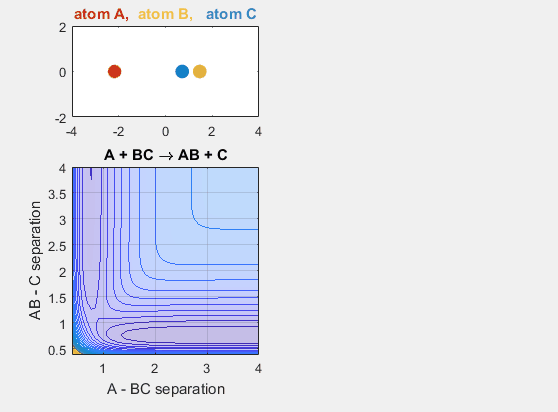 atom A, atom B, atom C
2
0
-2
-4 -2 0 2 4
A + BC → AB + C
4
3.5
3
2.5
2
1.5
1
0.5
AB - C separation
1 2 3 4
A - BC separation